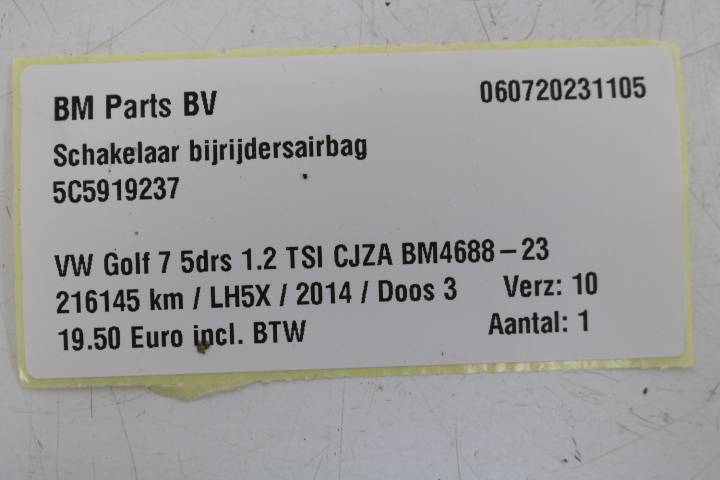 BM Parts BV 060720231105
Schakelaar bijrijdersairbag
5C5919237
VW Golf 7 5drs 1.2 TSI CJZA BM4688-23
216145 km / LH5X / 2014 / Doos 3 Verz: 10
19.50 Euro incl. BTW Aantal: 1